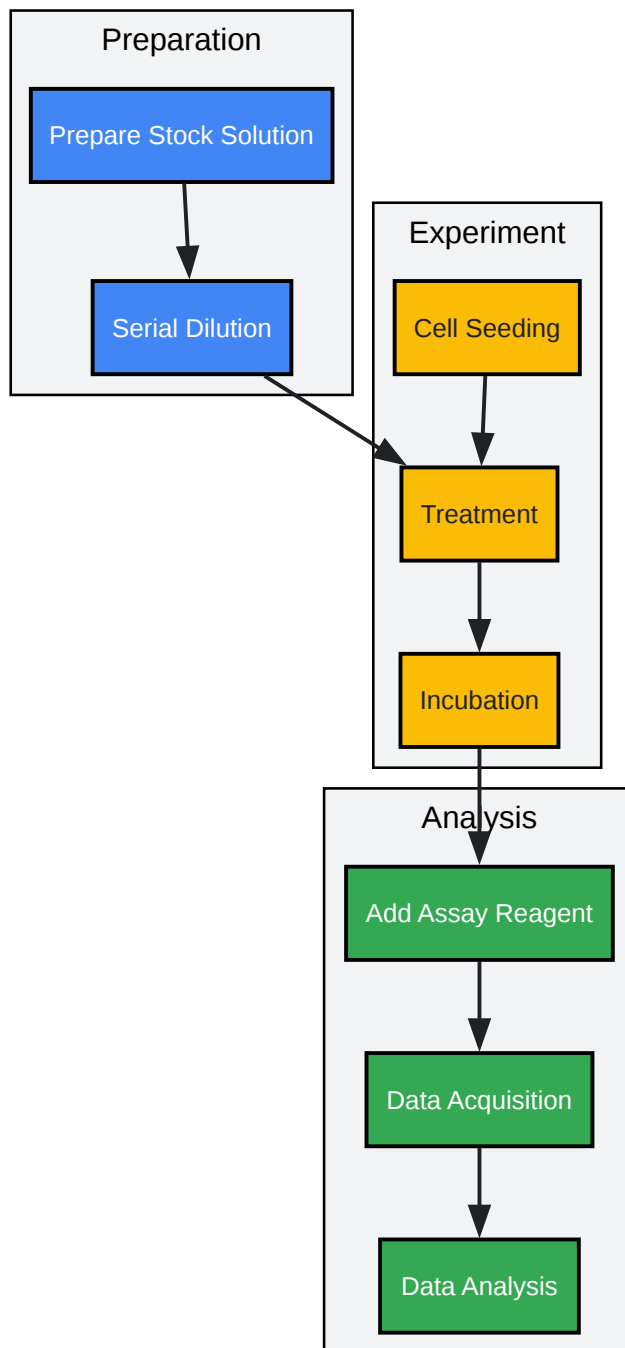 Preparation
Prepare Stock Solution
Serial Dilution
Experiment
Cell Seeding
Treatment
Incubation
Analysis
Add Assay Reagent
Data Acquisition
Data Analysis